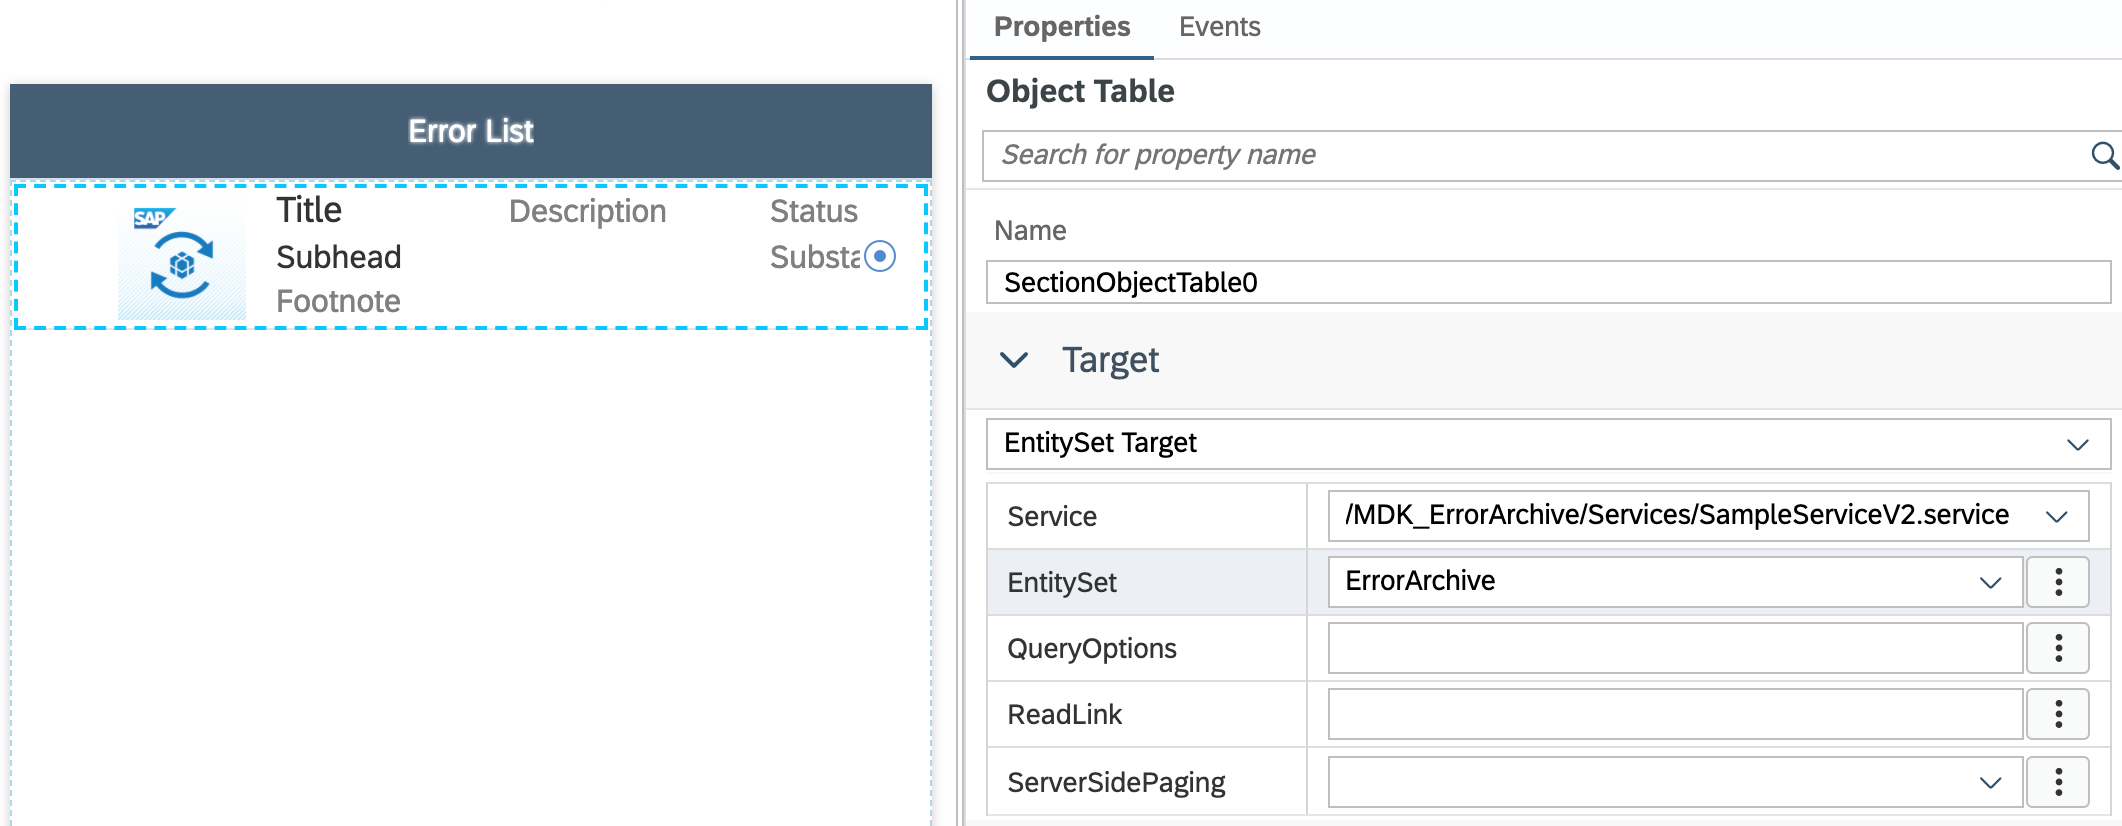 Error List
SAP
Title
Description
Status
Subhead
Substa
Footnote
Properties
Events
Object Table
Search for property name
Name
SectionObjectTable0
Target
EntitySet Target
Service
/MDK_ErrorArchive/Services/SampleServiceV2.service
EntitySet
ErrorArchive
QueryOptions
ReadLink
ServerSidePaging